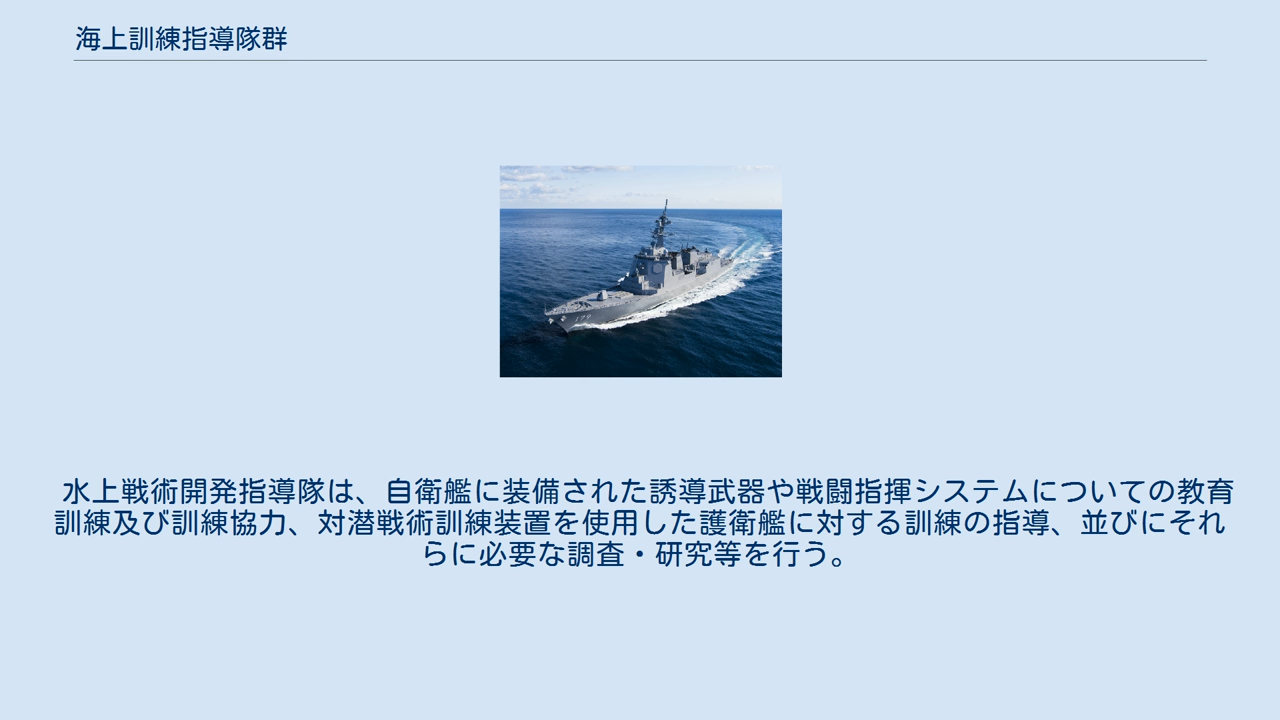 海上訓練指導隊群
179
水上戦術開発指導隊は、自衛艦に装備された誘導武器や戦闘指揮システムについての教育
訓練及び訓練協力、対潜戦術訓練装置を使用した護衛艦に対する訓練の指導、並びにそれ
らに必要な調査・研究等を行う。